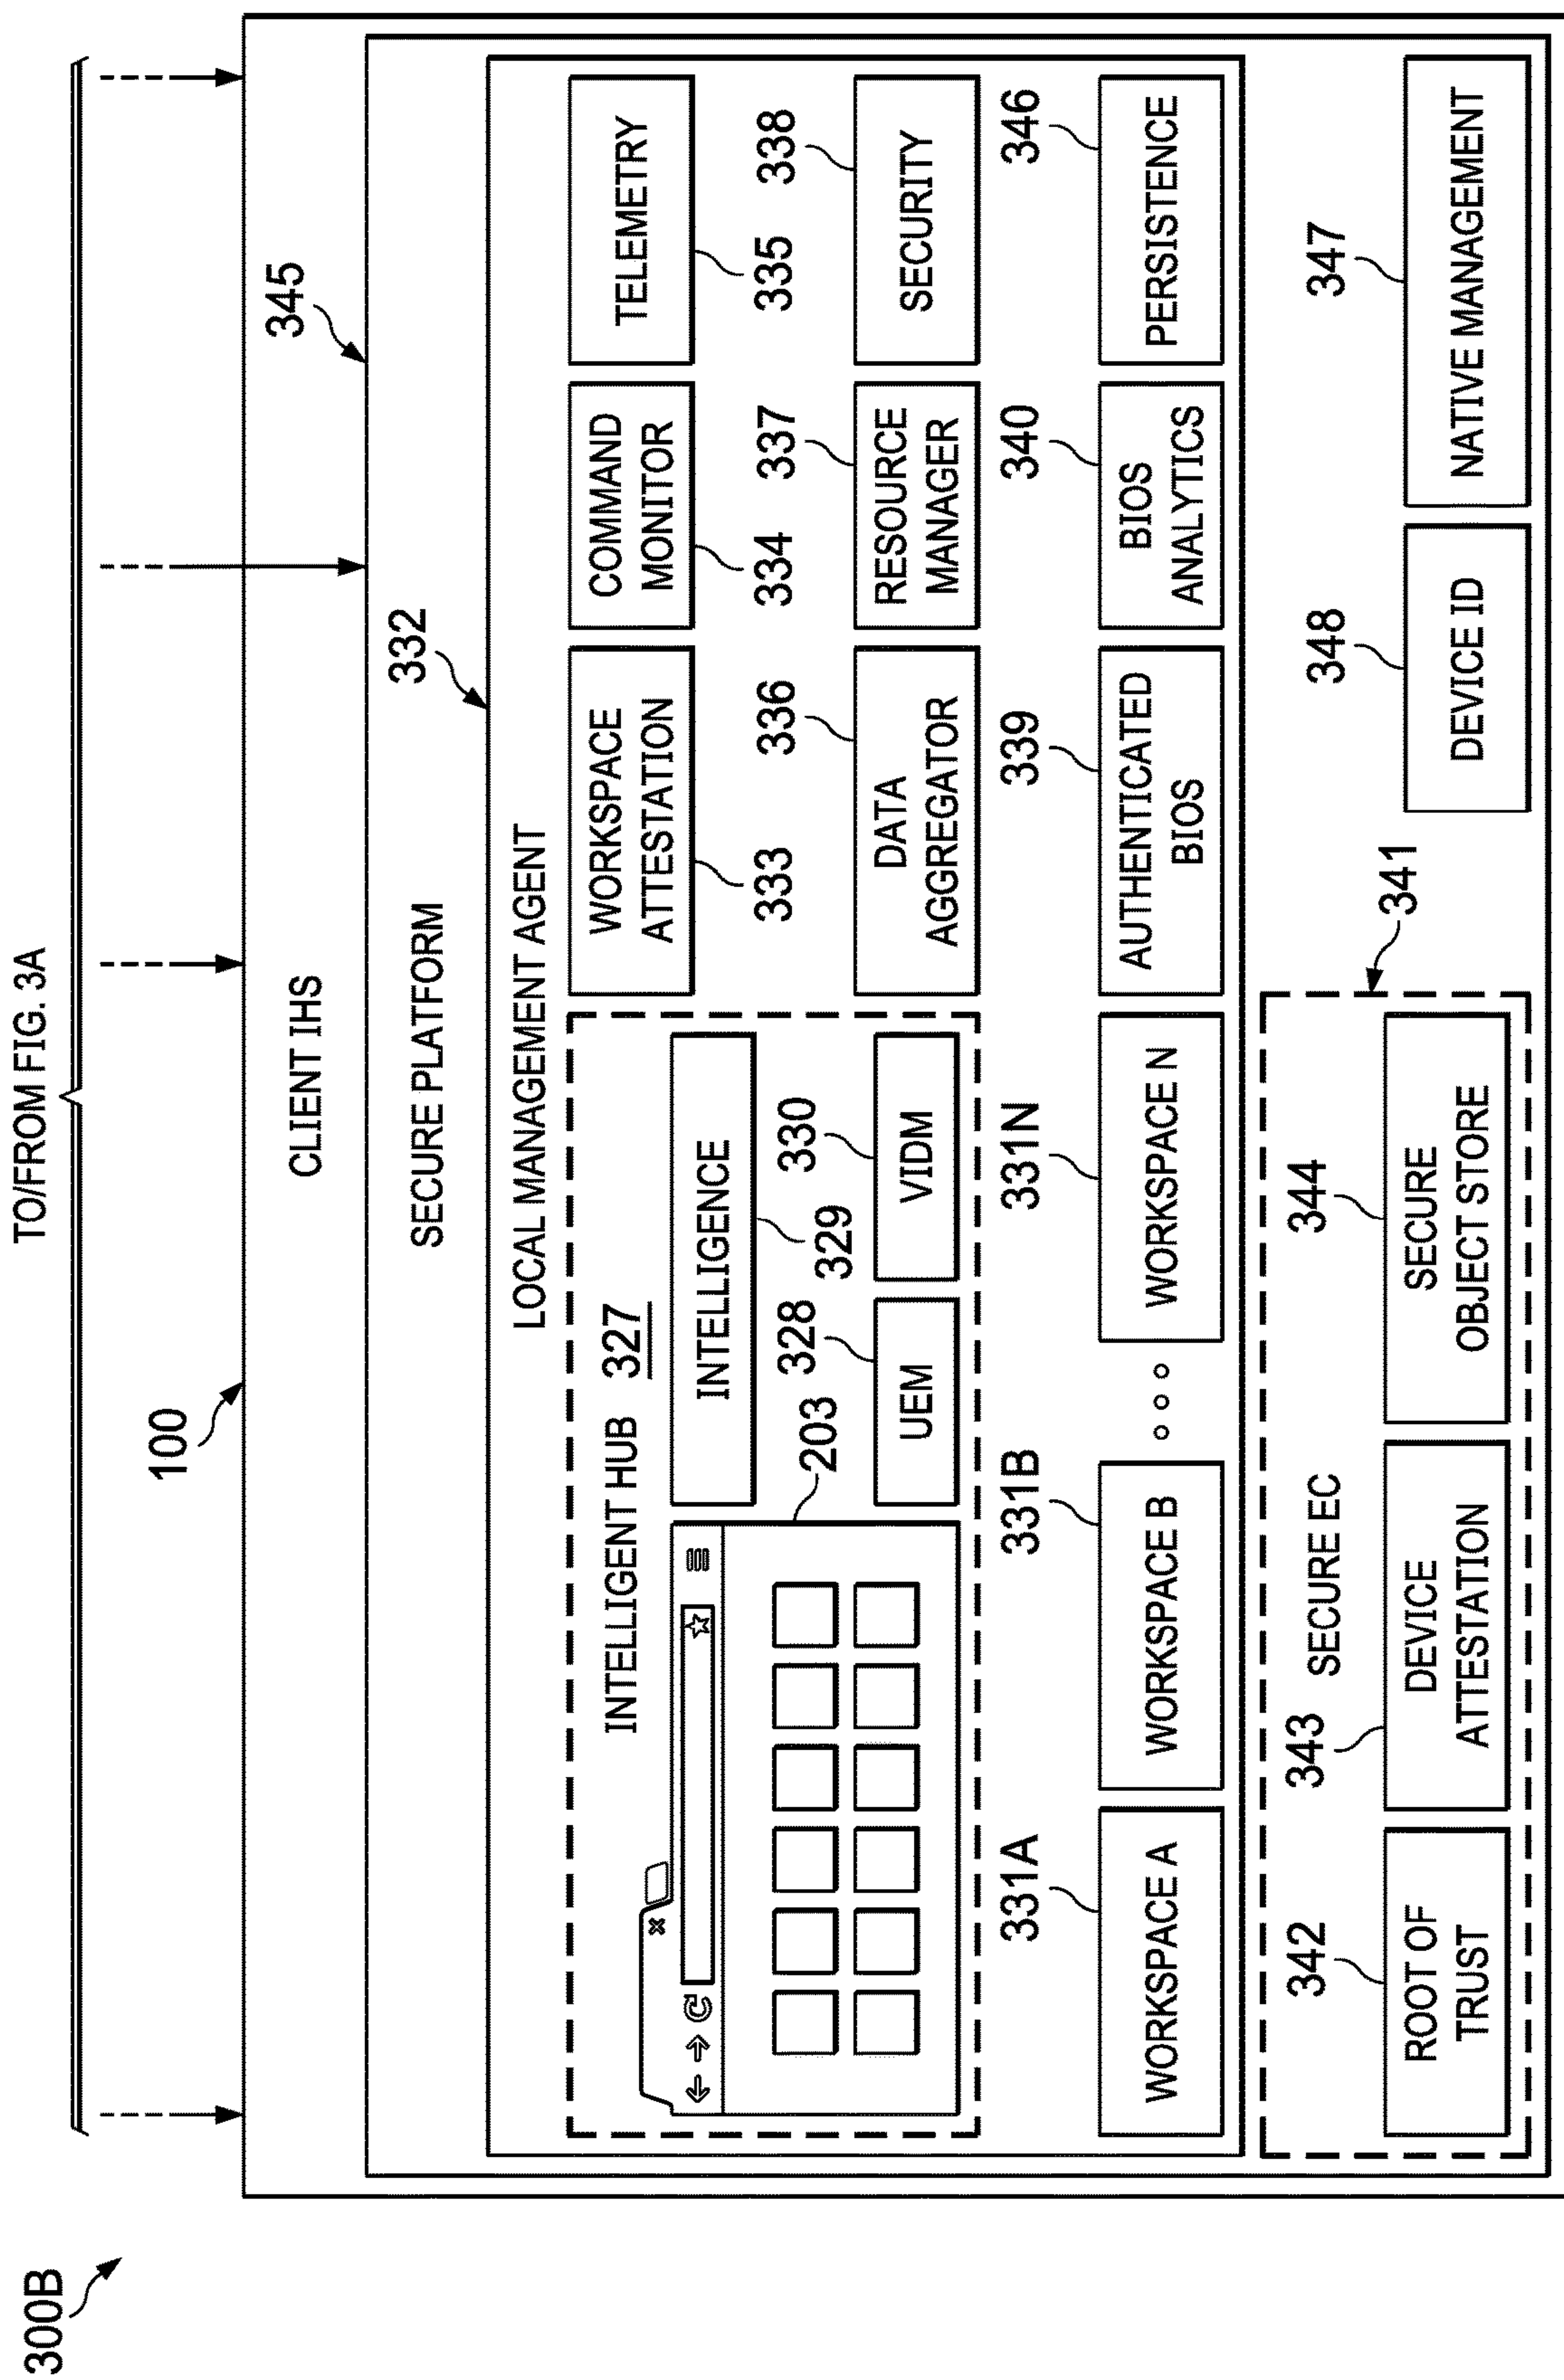 300B
TO/FROM FIG. 3A
100
CLIENT IHS
345
SECURE PLATFORM
332
LOCAL MANAGEMENT AGENT
INTELLIGENT HUB 327
203
INTELLIGENCE
329
328
UEM
330
VIDM
WORKSPACE
ATTESTATION
333
COMMAND
MONITOR
334
TELEMETRY
335
336
DATA
AGGREGATOR
337
RESOURCE
MANAGER
338
SECURITY
331A
WORKSPACE A
331B
WORKSPACE B
331N
WORKSPACE N
339
AUTHENTICATED
BIOS
340
BIOS
ANALYTICS
346
PERSISTENCE
341
SECURE EC
342
ROOT OF
TRUST
343
DEVICE
ATTESTATION
344
SECURE
OBJECT STORE
348
DEVICE ID
347
NATIVE MANAGEMENT